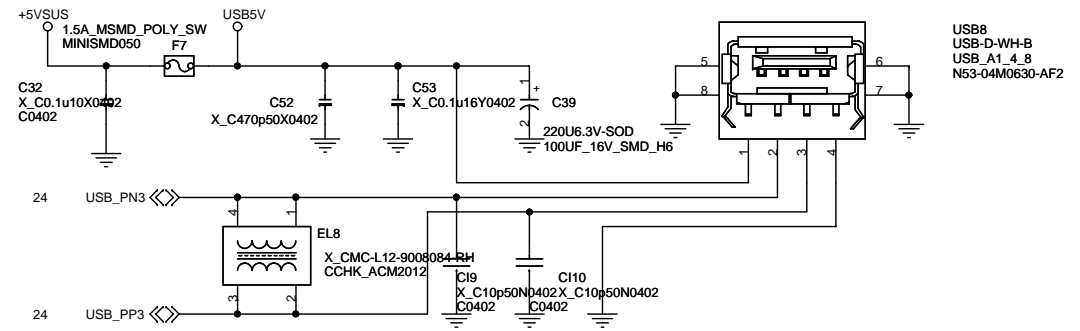 +5VSUS
USB5V
1.5A_MSMD_POLY_SW
MINISMD050
F7
C32
X_C0.1u10X0402
C0402
C52
X_C470p50X0402
C53
X_C0.1u16Y0402
1
+
2
C39
220U6.3V-SOD
100UF_16V_SMD_H6
5
8
6
7
1
2
3
4
USB8
USB-D-WH-B
USB_A1_4_8
N53-04M0630-AF2
24 USB_PN3
4
1
EL8
X_CMC-L12-9008084-RH
CCHK_ACM2012
3
2
CI9
X_C10p50N0402
C0402
CI10
X_C10p50N0402
C0402
24 USB_PP3